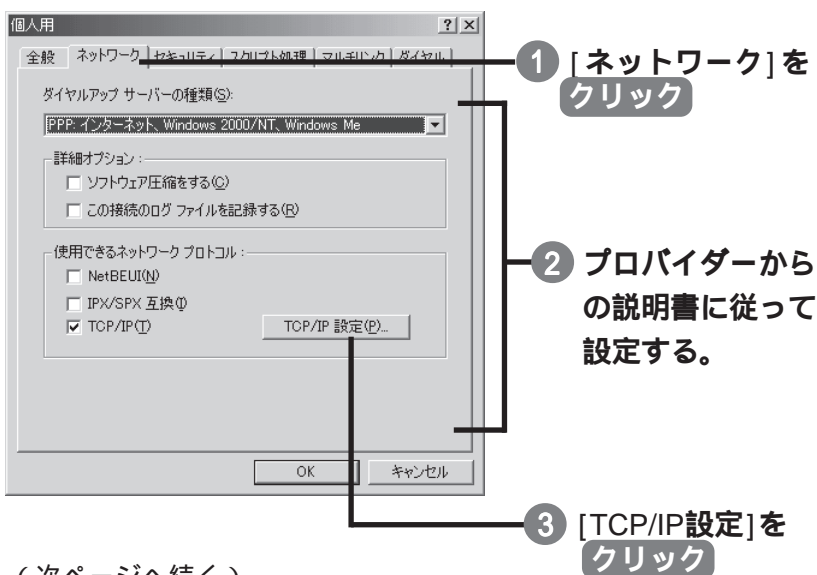 個人用
全般 ネットワーク セキュリティ スクリプト処理 マルチリンク ダイヤル
ダイヤルアップ サーバーの種類(S):
PPP: インターネット、Windows 2000/NT、Windows Me
詳細オプション:
ソフトウェア圧縮をする(C)
この接続のログ ファイルを記録する(R)
使用できるネットワーク プロトコル:
NetBEUI(N)
IPX/SPX 互換(I)
TCP/IP(T)
TCP/IP 設定(P)...
OK キャンセル
1 [ネットワーク]を
クリック
2 プロバイダーから
の説明書に従って
設定する。
3 [TCP/IP設定]を
クリック
(次ページへ続く)